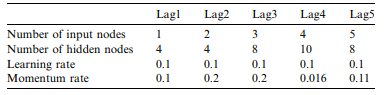 Lag1 Lag2 Lag3 Lag4 Lag5
Number of input nodes 1 2 3 4 5
Number of hidden nodes 4 4 8 10 8
Learning rate 0.1 0.1 0.1 0.1 0.1
Momentum rate 0.1 0.2 0.2 0.016 0.11